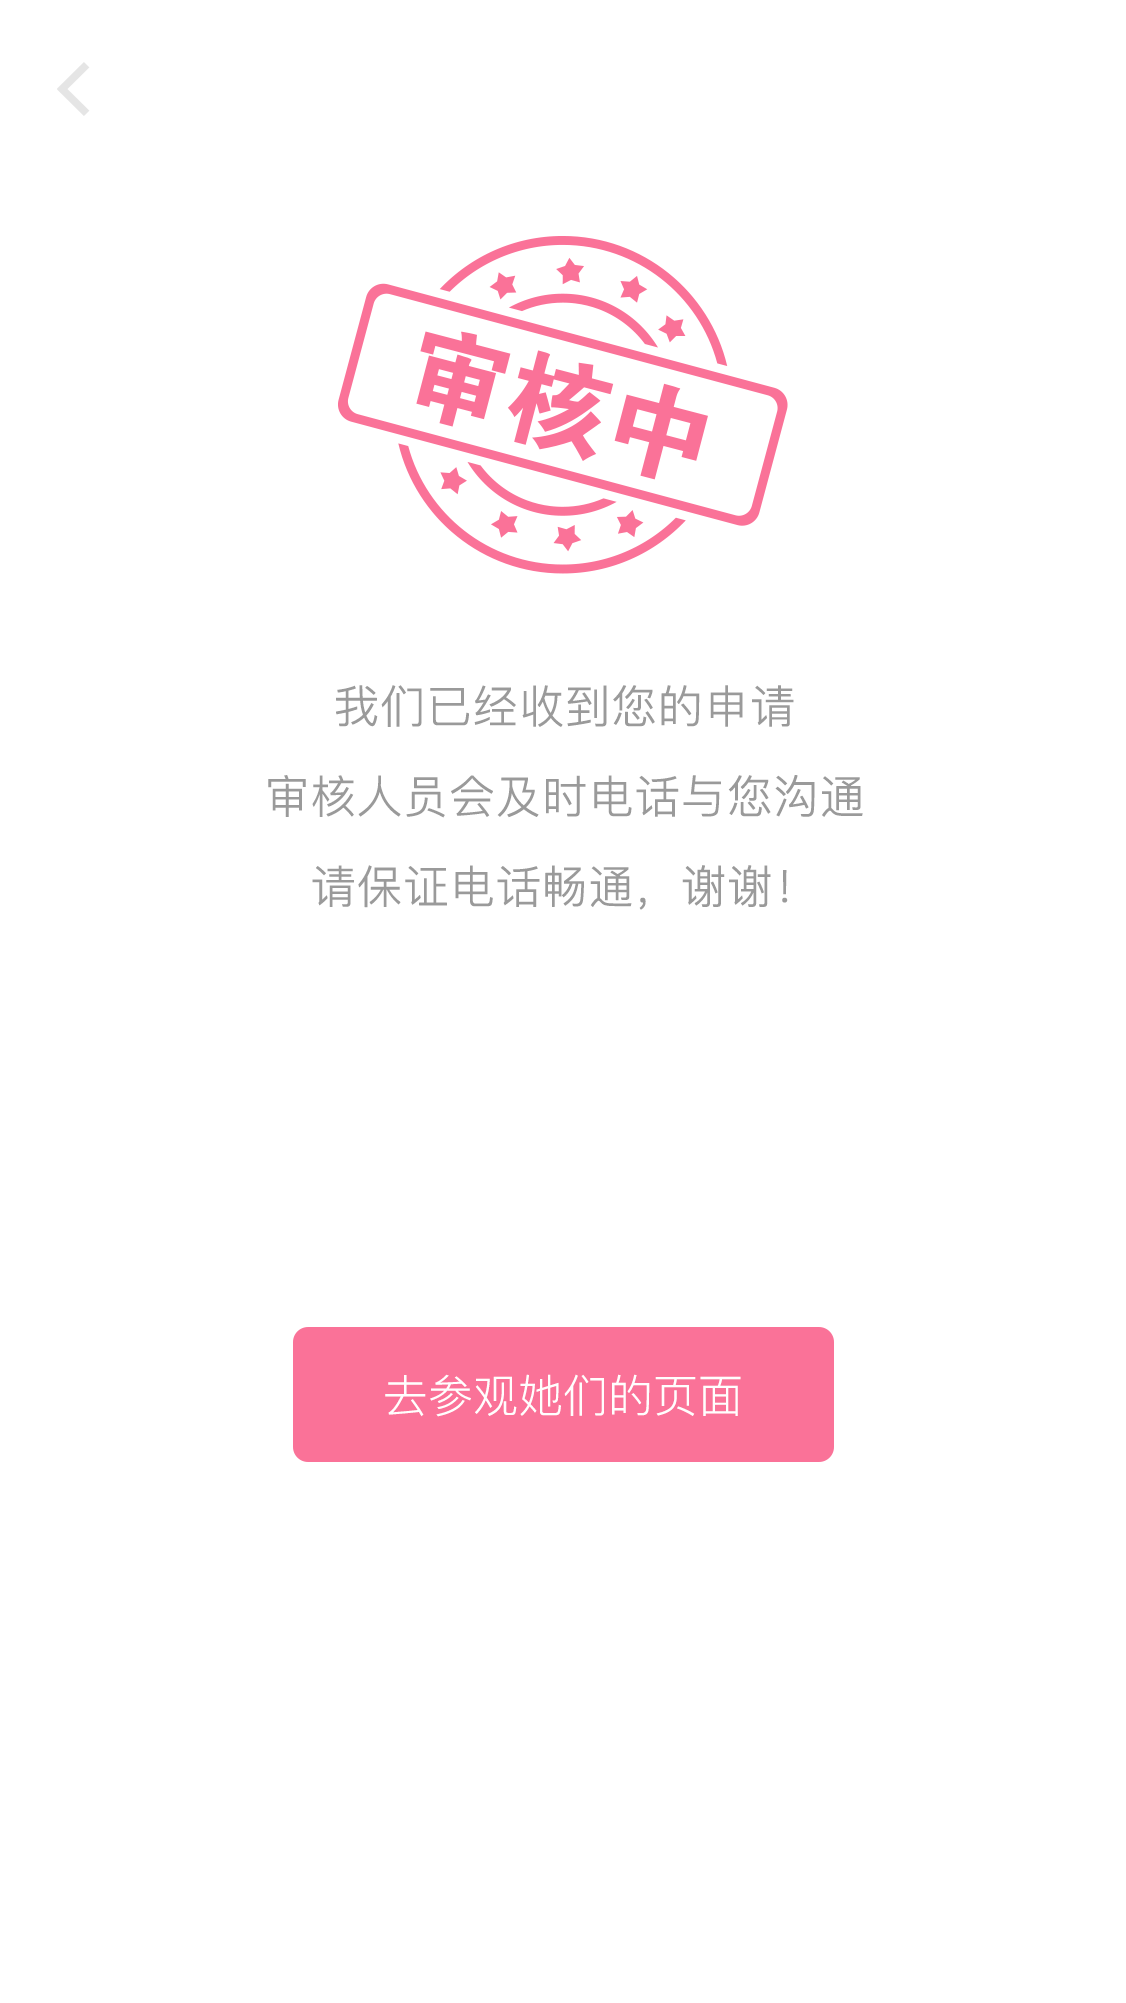 审核中
我们已经收到您的申请
审核人员会及时电话与您沟通
请保证电话畅通，谢谢！
去参观她们的页面